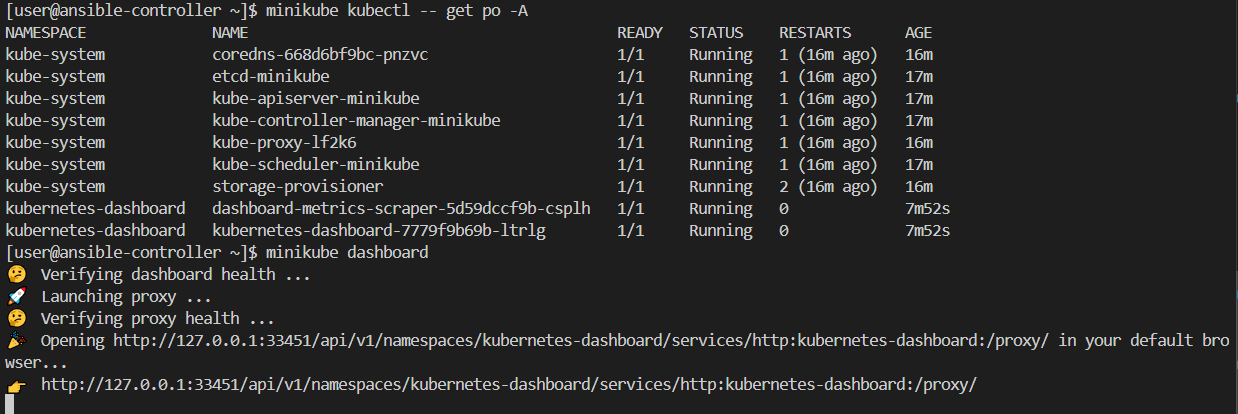 [user@ansible-controller ~]$ minikube kubectl -- get po -A
NAMESPACE NAME READY STATUS RESTARTS AGE
kube-system coredns-668d6bf9bc-pnzvc 1/1 Running 1 (16m ago) 16m
kube-system etcd-minikube 1/1 Running 1 (16m ago) 17m
kube-system kube-apiserver-minikube 1/1 Running 1 (16m ago) 17m
kube-system kube-controller-manager-minikube 1/1 Running 1 (16m ago) 17m
kube-system kube-proxy-lf2k6 1/1 Running 1 (16m ago) 16m
kube-system kube-scheduler-minikube 1/1 Running 1 (16m ago) 17m
kube-system storage-provisioner 1/1 Running 2 (16m ago) 16m
kubernetes-dashboard dashboard-metrics-scraper-5d59dccf9b-csplh 1/1 Running 0 7m52s
kubernetes-dashboard kubernetes-dashboard-7779f9b69b-ltrlg 1/1 Running 0 7m52s
[user@ansible-controller ~]$ minikube dashboard
🤔 Verifying dashboard health ...
🚀 Launching proxy ...
🤔 Verifying proxy health ...
🎉 Opening http://127.0.0.1:33451/api/v1/namespaces/kubernetes-dashboard/services/http:kubernetes-dashboard:/proxy/ in your default bro
wser...
👉 http://127.0.0.1:33451/api/v1/namespaces/kubernetes-dashboard/services/http:kubernetes-dashboard:/proxy/